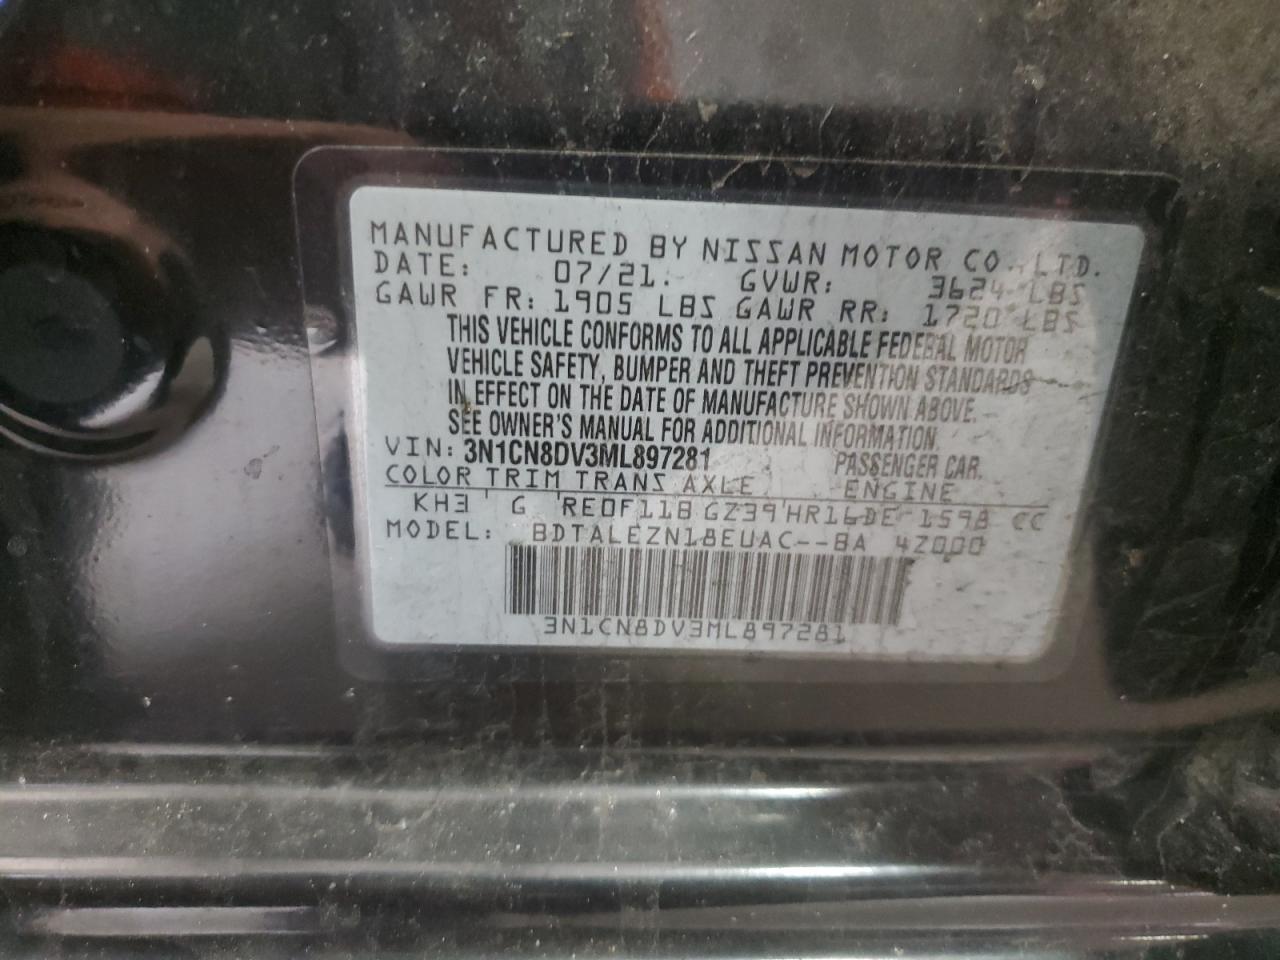 MANUFACTURED BY NISSAN MOTOR CO., LTD.
DATE: 07/21. GVWR: 3624 LBS
GAWR FR: 1905 LBS GAWR RR: 1720 LBS
THIS VEHICLE CONFORMS TO ALL APPLICABLE FEDERAL MOTOR
VEHICLE SAFETY, BUMPER AND THEFT PREVENTION STANDARDS
IN EFFECT ON THE DATE OF MANUFACTURE SHOWN ABOVE.
SEE OWNER'S MANUAL FOR ADDITIONAL INFORMATION.
VIN: 3N1CN8DV3ML897281 PASSENGER CAR.
COLOR TRIM TRANS AXLE ENGINE
KH3 G RE0F11B GZ39 HR16DE 1598 CC
MODEL: BDTALEZN18EUAC--BA 4Z000
3N1CN8DV3ML897281